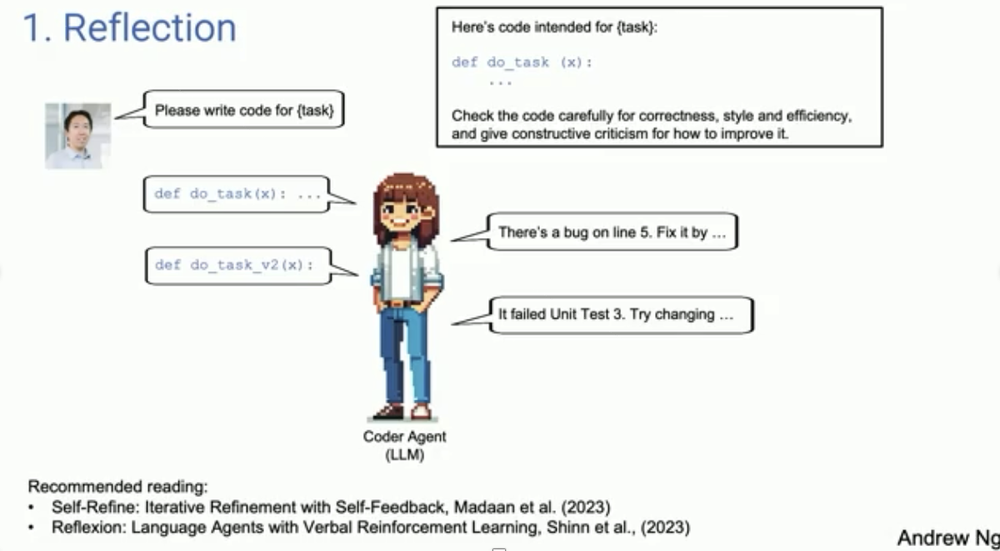 1. Reflection
Here's code intended for {task}:
def do_task (x):
...
Check the code carefully for correctness, style and efficiency,
and give constructive criticism for how to improve it.
Please write code for {task}
def do_task(x): ...
There's a bug on line 5. Fix it by ...
def do_task_v2(x):
It failed Unit Test 3. Try changing ...
Coder Agent
(LLM)
Recommended reading:
• Self-Refine: Iterative Refinement with Self-Feedback, Madaan et al. (2023)
• Reflexion: Language Agents with Verbal Reinforcement Learning, Shinn et al., (2023)
Andrew Ng